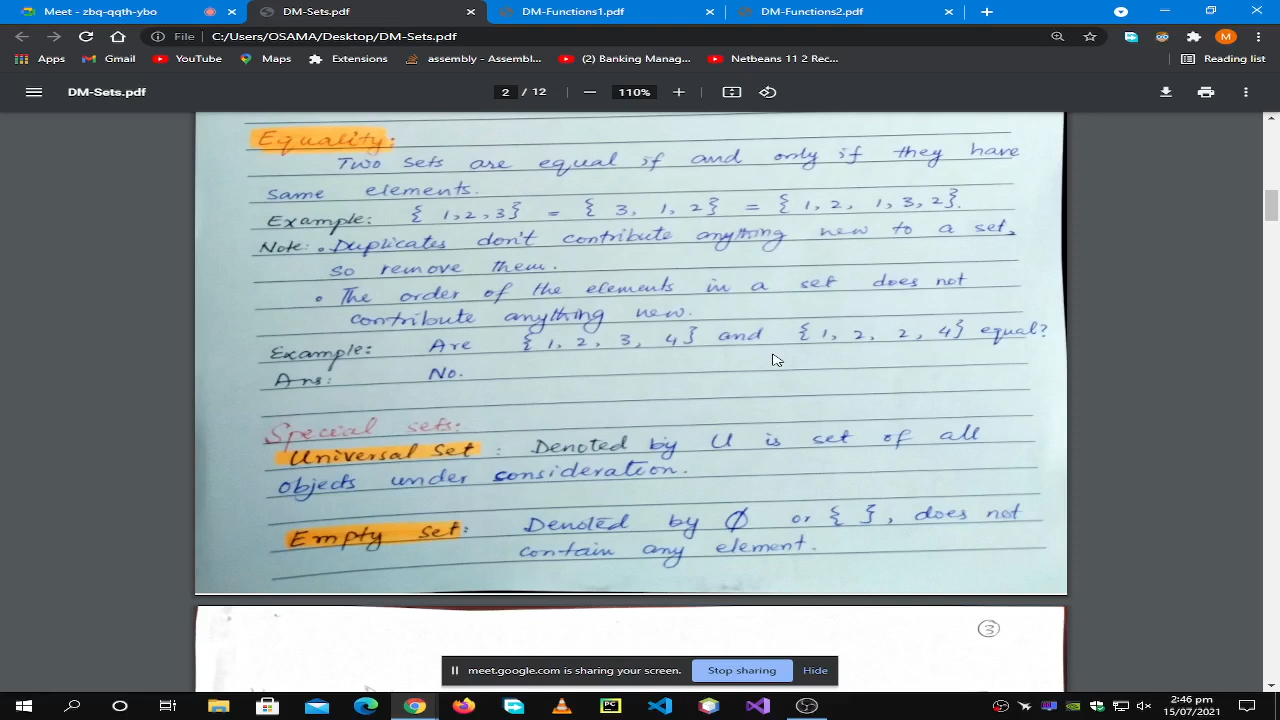 Meet - zbq-qqth-ybo
DM-Sets.pdf
DM-Functions1.pdf
DM-Functions2.pdf
File
C:/Users/OSAMA/Desktop/DM-Sets.pdf
Apps
Gmail
YouTube
Maps
Extensions
assembly - Assembl...
(2) Banking Manag...
Netbeans 11 2 Rec...
Reading list
DM-Sets.pdf
2 / 12
110%
Equality:
Two sets are equal if and only if they have
same elements.
Example: { 1,2,3} = { 3, 1, 2} = { 1, 2, 1, 3, 2}.
Note: • Duplicates don't contribute anything new to a set,
so remove them.
• The order of the elements in a set does not
contribute anything new.
Example: Are { 1, 2, 3, 4} and { 1, 2, 2, 4} equal?
Ans: No.
Special sets:
Universal set : Denoted by U is set of all
objects under consideration.
Empty set: Denoted by ∅ or { }, does not
contain any element.
3
meet.google.com is sharing your screen.
Stop sharing
Hide
2:46 pm
15/07/2021